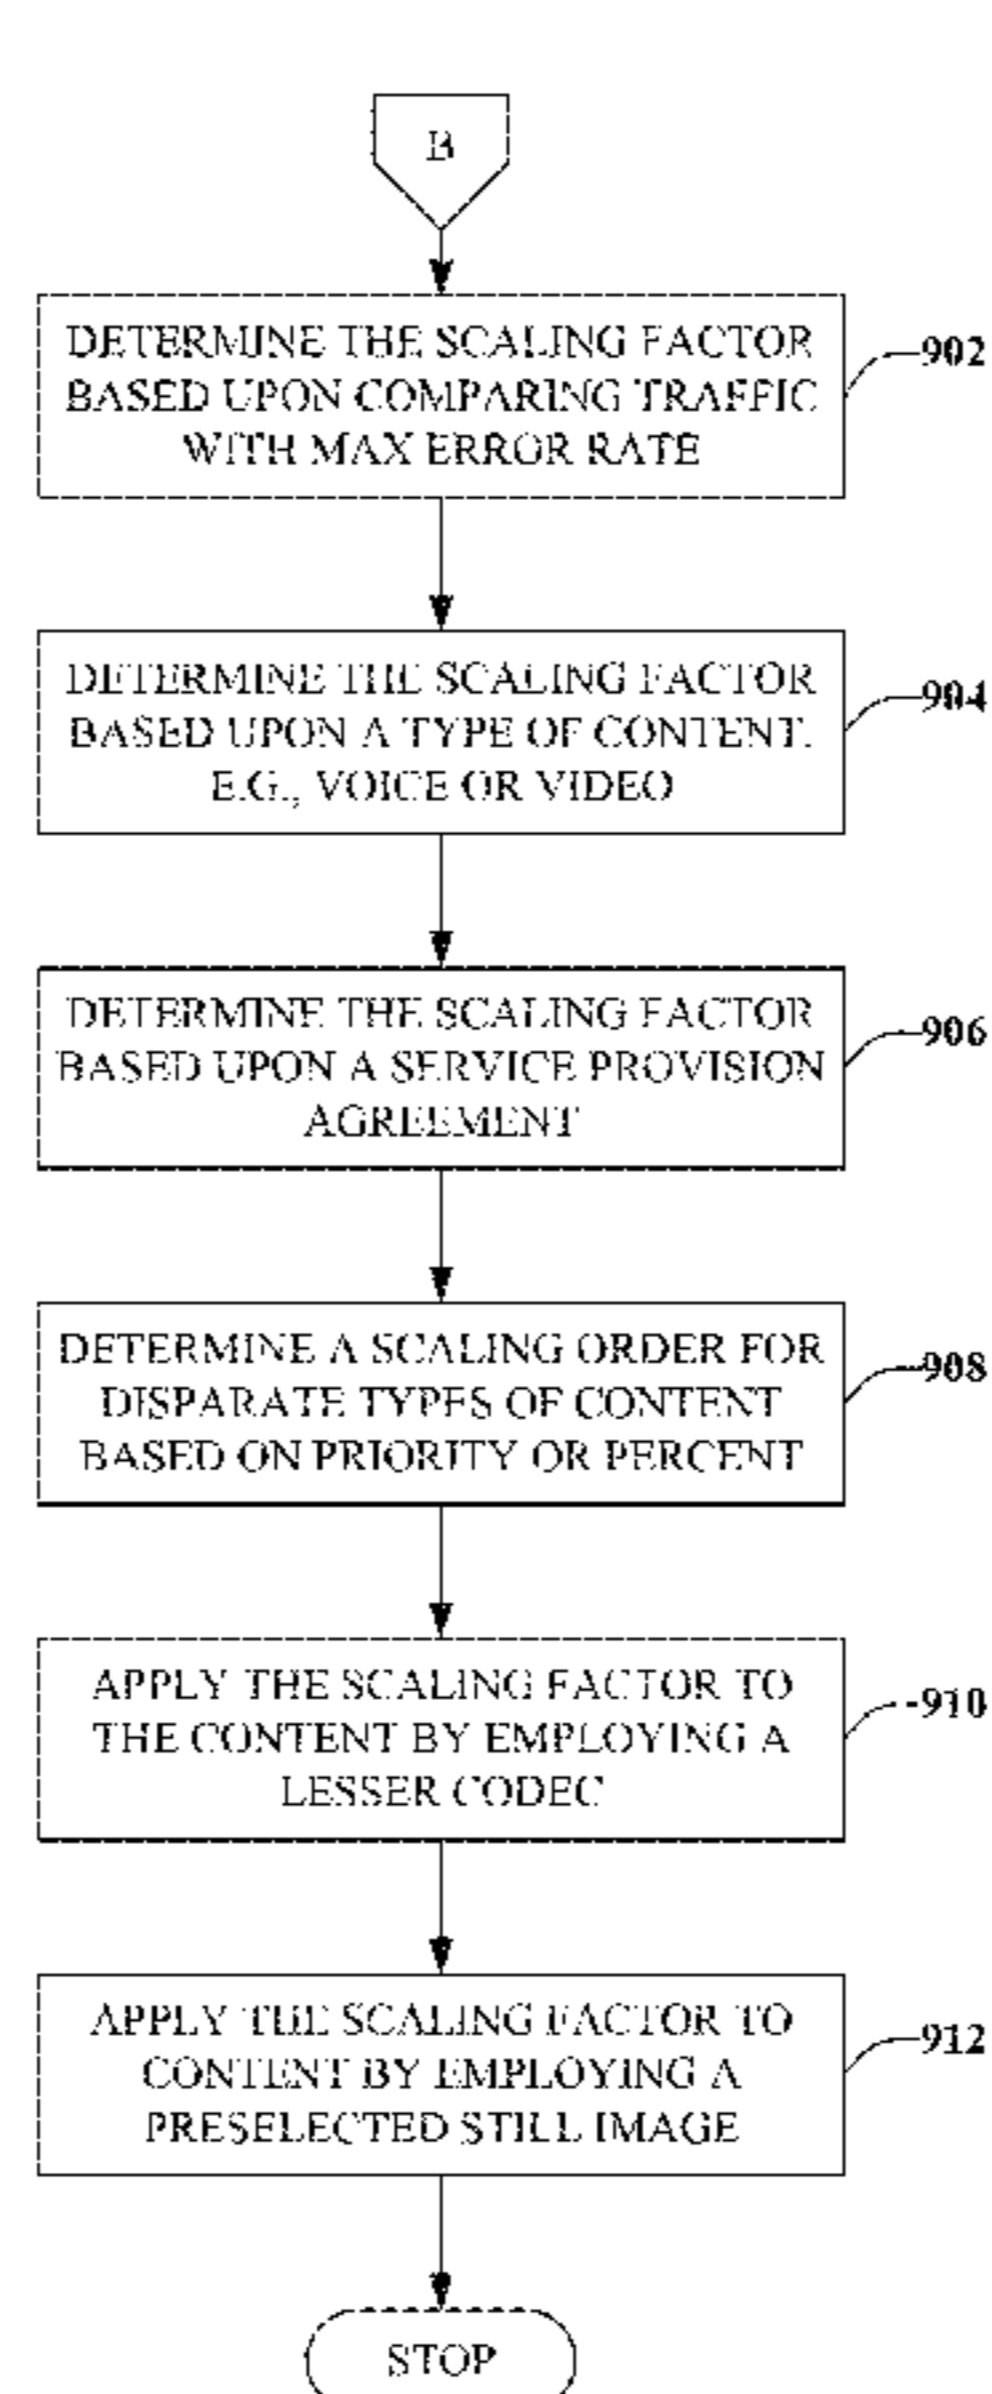 B
DETERMINE THE SCALING FACTOR
BASED UPON COMPARING TRAFFIC
WITH MAX ERROR RATE
902
DETERMINE THE SCALING FACTOR
BASED UPON A TYPE OF CONTENT,
E.G., VOICE OR VIDEO
904
DETERMINE THE SCALING FACTOR
BASED UPON A SERVICE PROVISION
AGREEMENT
906
DETERMINE A SCALING ORDER FOR
DISPARATE TYPES OF CONTENT
BASED ON PRIORITY OR PERCENT
908
APPLY THE SCALING FACTOR TO
THE CONTENT BY EMPLOYING A
LESSER CODEC
910
APPLY THE SCALING FACTOR TO
CONTENT BY EMPLOYING A
PRESELECTED STILL IMAGE
912
STOP